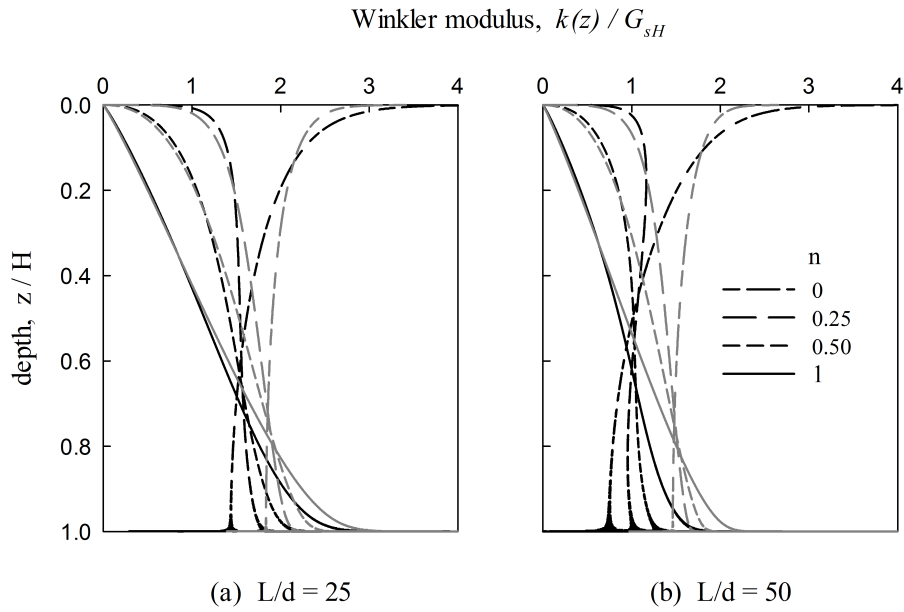 Winkler modulus, k(z) / G_sH
0 1 2 3 4 0 1 2 3 4
0.0
0.2
0.4
0.6
0.8
1.0
depth, z / H
n
0
0.25
0.50
1
(a) L/d = 25 (b) L/d = 50